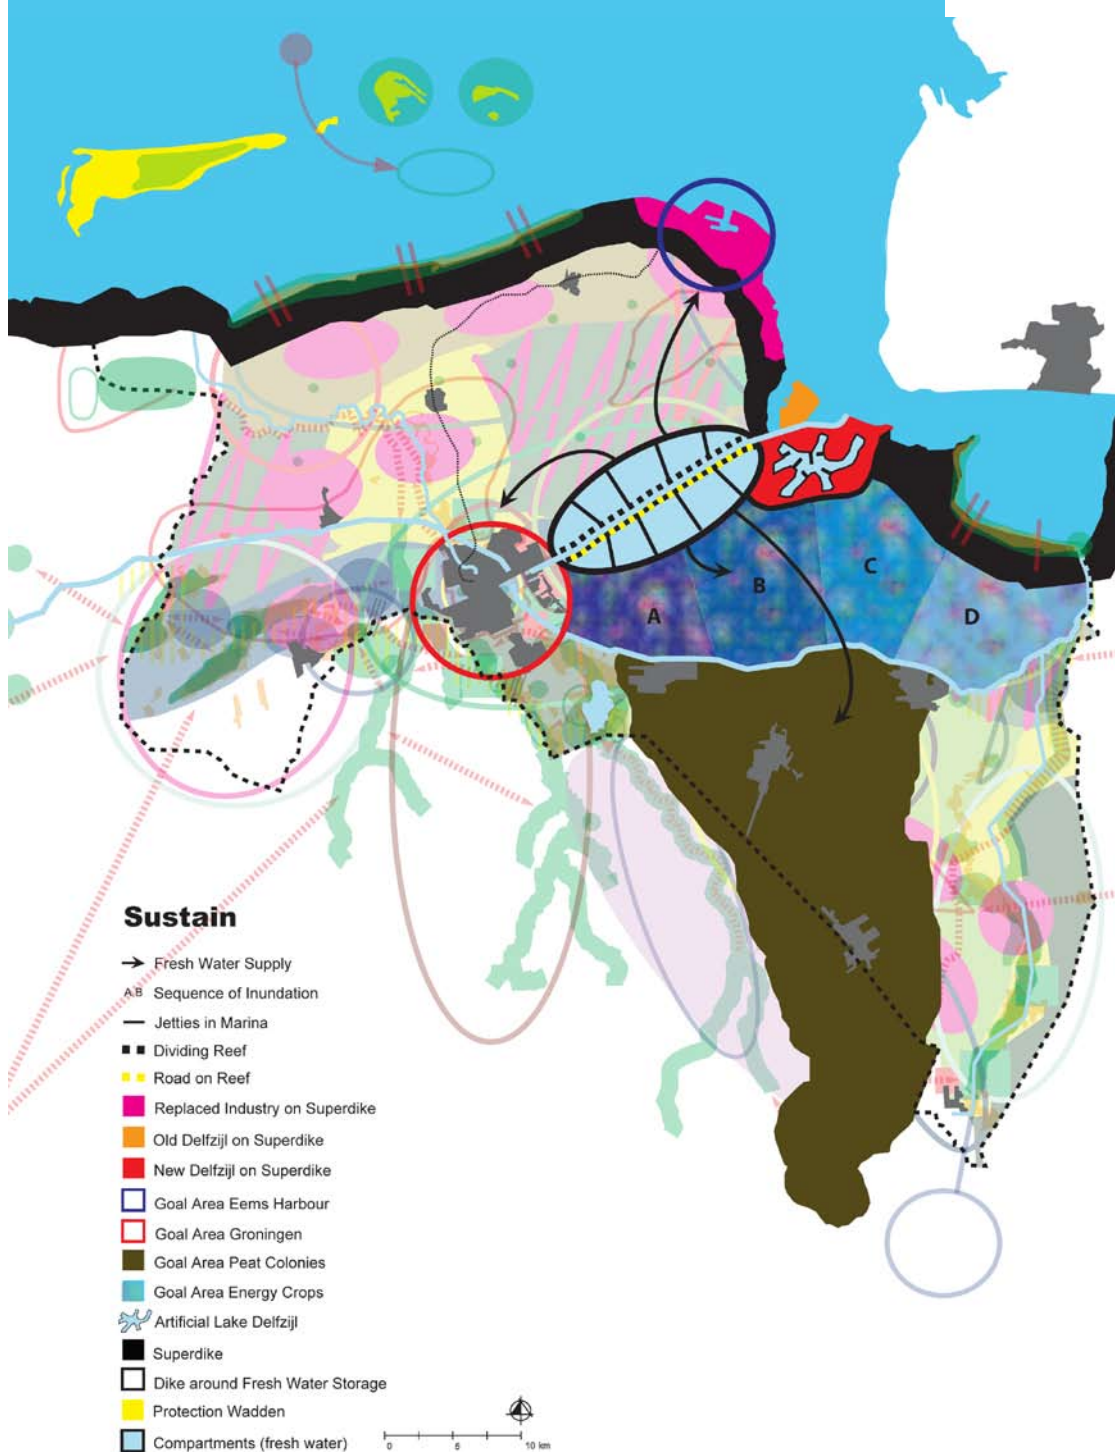 C
B
A
D
Sustain
Fresh Water Supply
A,B Sequence of Inundation
Jetties in Marina
Dividing Reef
Road on Reef
Replaced Industry on Superdike
Old Delfzijl on Superdike
New Delfzijl on Superdike
Goal Area Eems Harbour
Goal Area Groningen
Goal Area Peat Colonies
Goal Area Energy Crops
Artificial Lake Delfzijl
Superdike
Dike around Fresh Water Storage
Protection Wadden
Compartments (fresh water)
0 5 10 km